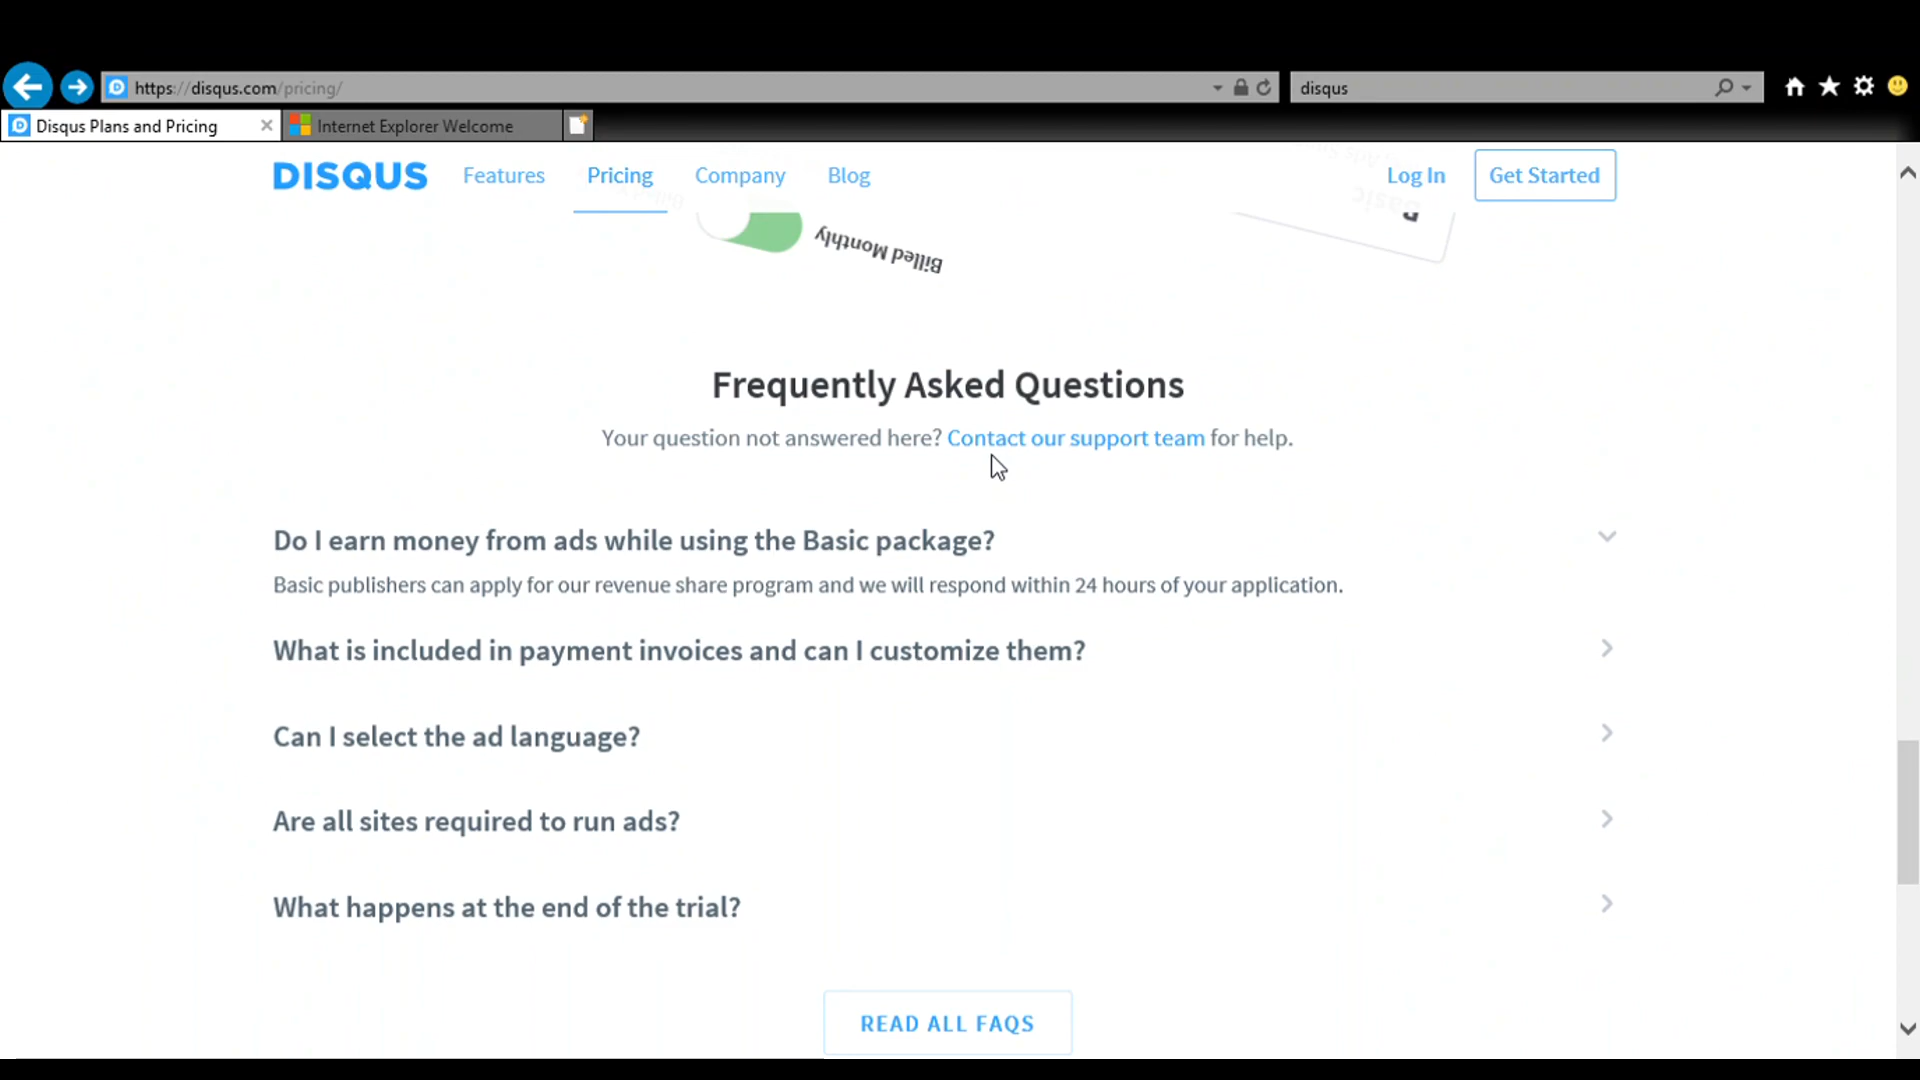 https://disqus.com/pricing/
disqus
Disqus Plans and Pricing
Internet Explorer Welcome
DISQUS
Features
Pricing
Company
Blog
Log In
Get Started
Basic
Billed Monthly
Frequently Asked Questions
Your question not answered here? Contact our support team for help.
Do I earn money from ads while using the Basic package?
Basic publishers can apply for our revenue share program and we will respond within 24 hours of your application.
What is included in payment invoices and can I customize them?
Can I select the ad language?
Are all sites required to run ads?
What happens at the end of the trial?
READ ALL FAQS